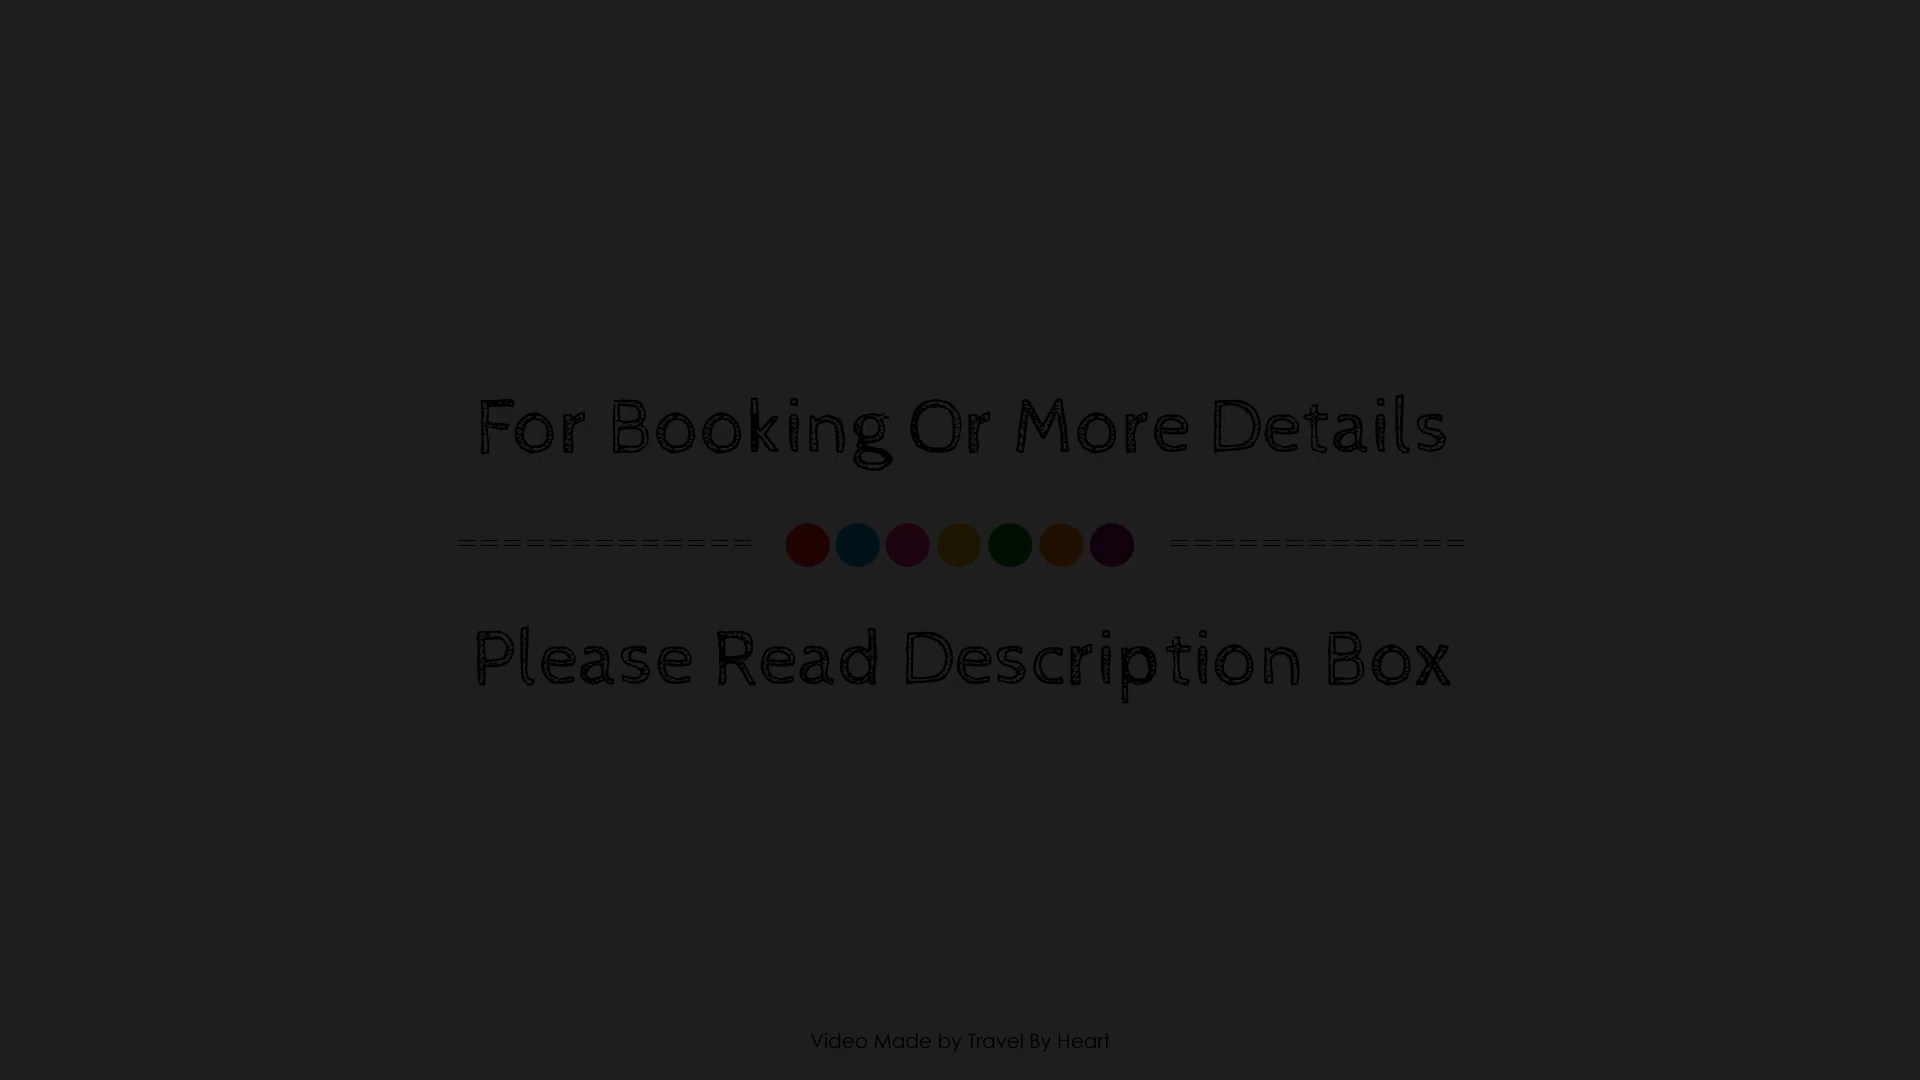 For Booking Or More Details
============= =============
Please Read Description Box
Video Made by Travel By Heart